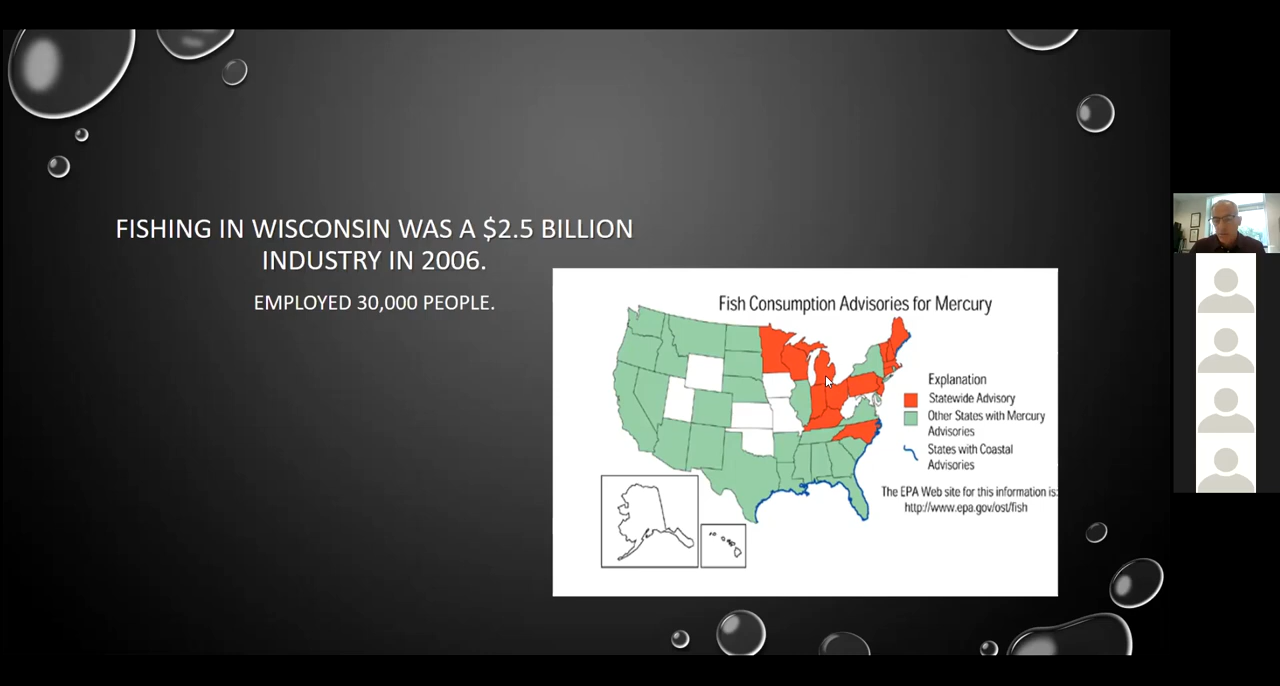 FISHING IN WISCONSIN WAS A $2.5 BILLION
INDUSTRY IN 2006.
EMPLOYED 30,000 PEOPLE.
Fish Consumption Advisories for Mercury
Explanation
Statewide Advisory
Other States with Mercury
Advisories
States with Coastal
Advisories
The EPA Web site for this information is:
http://www.epa.gov/ost/fish